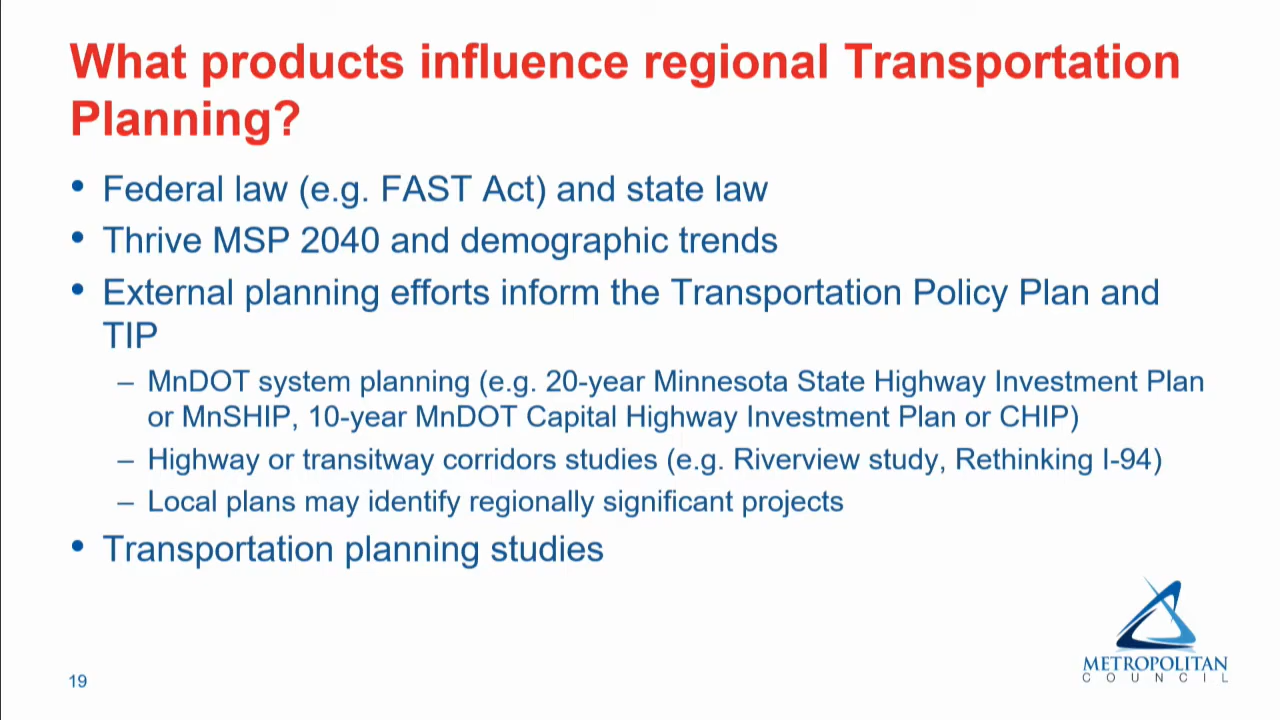 What products influence regional Transportation
Planning?
• Federal law (e.g. FAST Act) and state law
• Thrive MSP 2040 and demographic trends
• External planning efforts inform the Transportation Policy Plan and
TIP
– MnDOT system planning (e.g. 20-year Minnesota State Highway Investment Plan
or MnSHIP, 10-year MnDOT Capital Highway Investment Plan or CHIP)
– Highway or transitway corridors studies (e.g. Riverview study, Rethinking I-94)
– Local plans may identify regionally significant projects
• Transportation planning studies
METROPOLITAN
COUNCIL
19